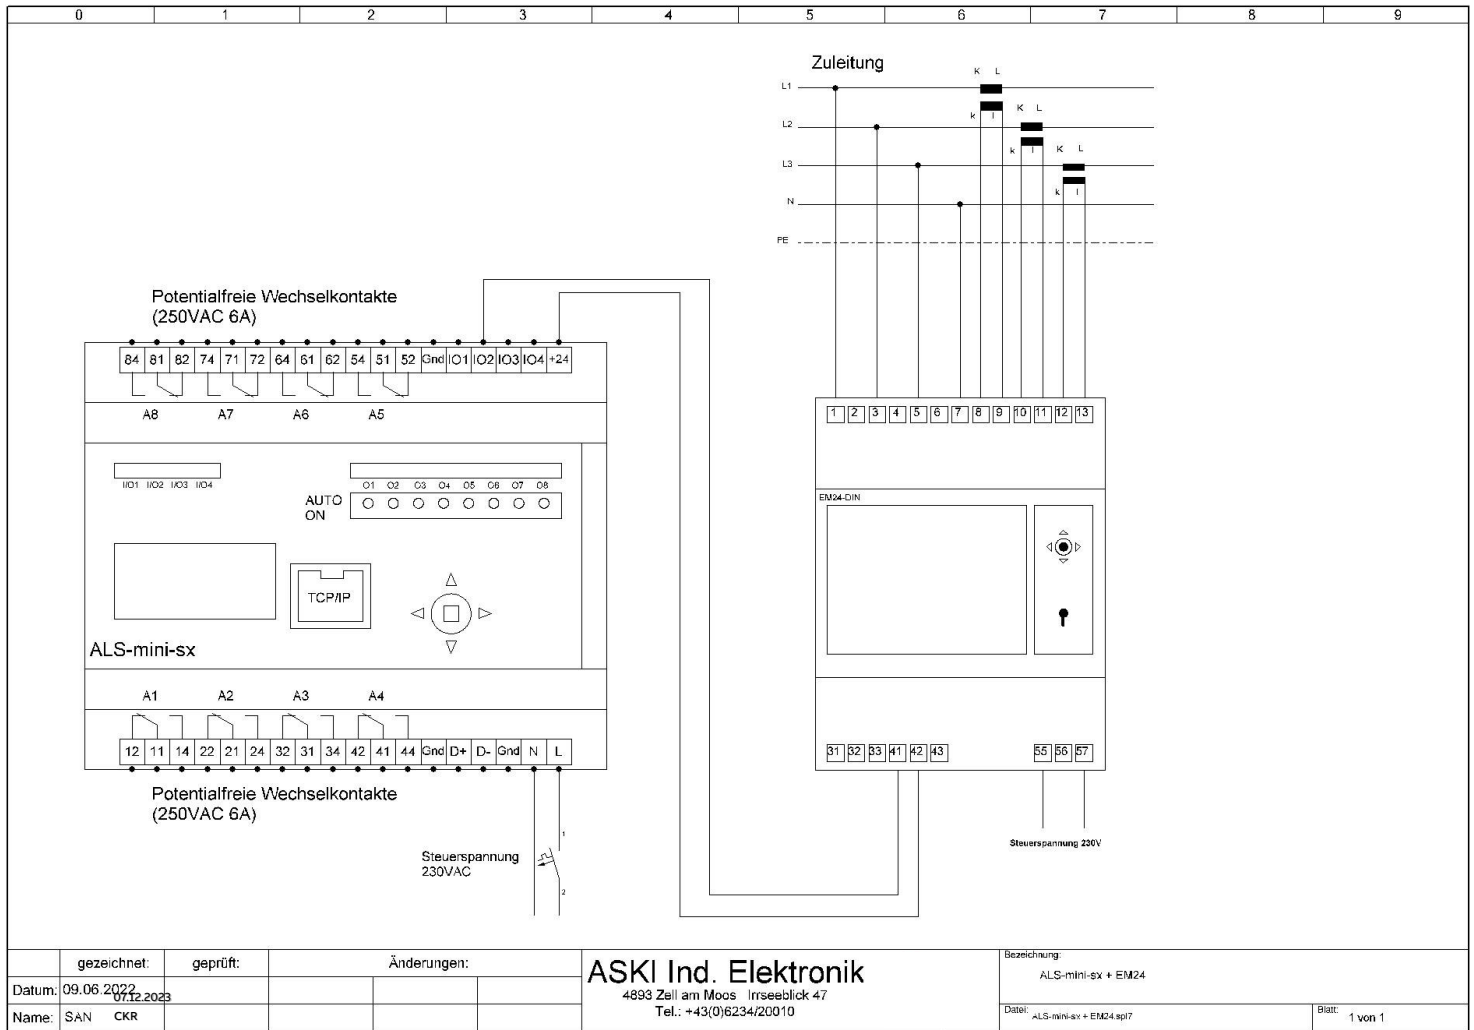 0 1 2 3 4 5 6 7 8 9
Zuleitung
K L
L1
k l
K L
L2
k l
K L
L3
k l
N
PE
Potentialfreie Wechselkontakte
(250VAC 6A)
84 81 82 74 71 72 64 61 62 54 51 52 Gnd IO1 IO2 IO3 IO4 +24
A8 A7 A6 A5
1 2 3 4 5 6 7 8 9 10 11 12 13
I/O1 I/O2 I/O3 I/O4
O1 O2 O3 O4 O5 O6 O7 O8
AUTO
ON
EM24-DIN
TCP/IP
ALS-mini-sx
A1 A2 A3 A4
12 11 14 22 21 24 32 31 34 42 41 44 Gnd D+ D- Gnd N L
31 32 33 41 42 43 55 56 57
Potentialfreie Wechselkontakte
(250VAC 6A)
1
Steuerspannung
230VAC
2
Steuerspannung 230V
gezeichnet: geprüft: Änderungen:
Datum: 09.06.2022
07.12.2023
Name: SAN CKR
ASKI Ind. Elektronik
4893 Zell am Moos Irrseeblick 47
Tel.: +43(0)6234/20010
Bezeichnung:
ALS-mini-sx + EM24
Datei: ALS-mini-sx + EM24.spl7
Blatt: 1 von 1